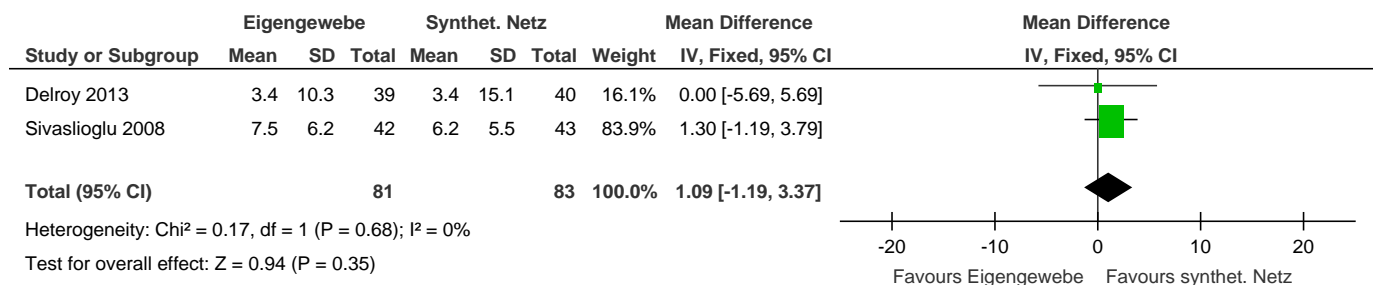 Eigengewebe Synthet. Netz Mean Difference Mean Difference
Study or Subgroup Mean SD Total Mean SD Total Weight IV, Fixed, 95% CI IV, Fixed, 95% CI
Delroy 2013 3.4 10.3 39 3.4 15.1 40 16.1% 0.00 [-5.69, 5.69]
Sivaslioglu 2008 7.5 6.2 42 6.2 5.5 43 83.9% 1.30 [-1.19, 3.79]
Total (95% CI) 81 83 100.0% 1.09 [-1.19, 3.37]
Heterogeneity: Chi² = 0.17, df = 1 (P = 0.68); I² = 0%
Test for overall effect: Z = 0.94 (P = 0.35)
-20 -10 0 10 20
Favours Eigengewebe Favours synthet. Netz